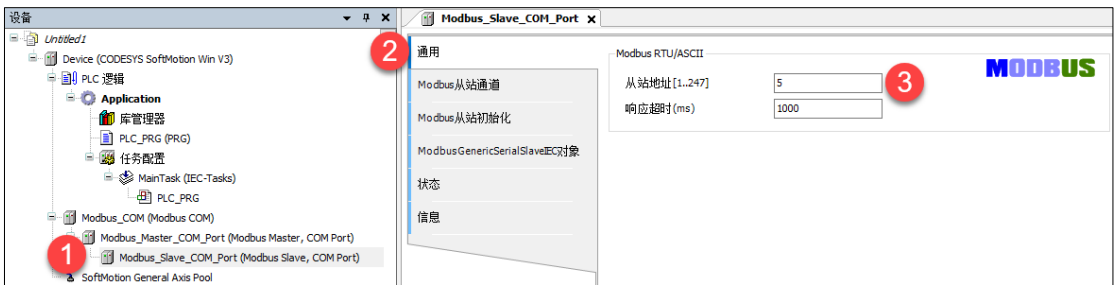 设备
Untitled1
Device (CODESYS SoftMotion Win V3)
PLC 逻辑
Application
库管理器
PLC_PRG (PRG)
任务配置
MainTask (IEC-Tasks)
PLC_PRG
Modbus_COM (Modbus COM)
Modbus_Master_COM_Port (Modbus Master, COM Port)
1
Modbus_Slave_COM_Port (Modbus Slave, COM Port)
SoftMotion General Axis Pool
Modbus_Slave_COM_Port
2
通用
Modbus从站通道
Modbus从站初始化
ModbusGenericSerialSlaveIEC对象
状态
信息
Modbus RTU/ASCII
MODBUS
从站地址[1..247]
5
3
响应超时(ms)
1000